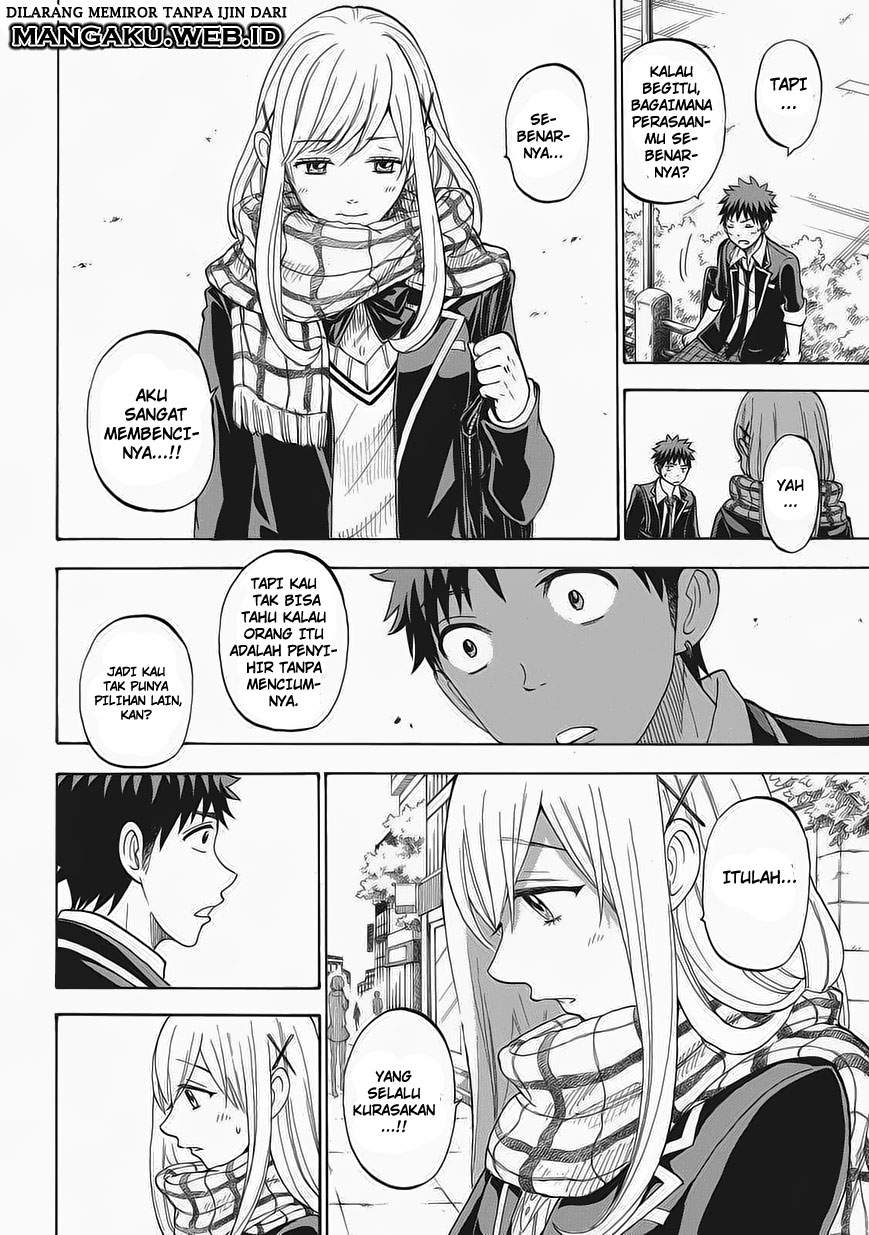 DILARANG MEMIROR TANPA IJIN DARI
MANGAKU.WEB.ID
TAPI
...
KALAU
BEGITU,
BAGAIMANA
PERASAAN-
MU SE-
BENAR-
NYA?
YAH
...
SE-
BENAR-
NYA...
AKU
SANGAT
MEMBENCI-
NYA...!!
TAPI KAU
TAK BISA
TAHU KALAU
ORANG ITU
ADALAH PENYI-
HIR TANPA
MENCIUM-
NYA.
JADI KAU
TAK PUNYA
PILIHAN LAIN,
KAN?
ITULAH...
YANG
SELALU
KURASAKAN
...!!